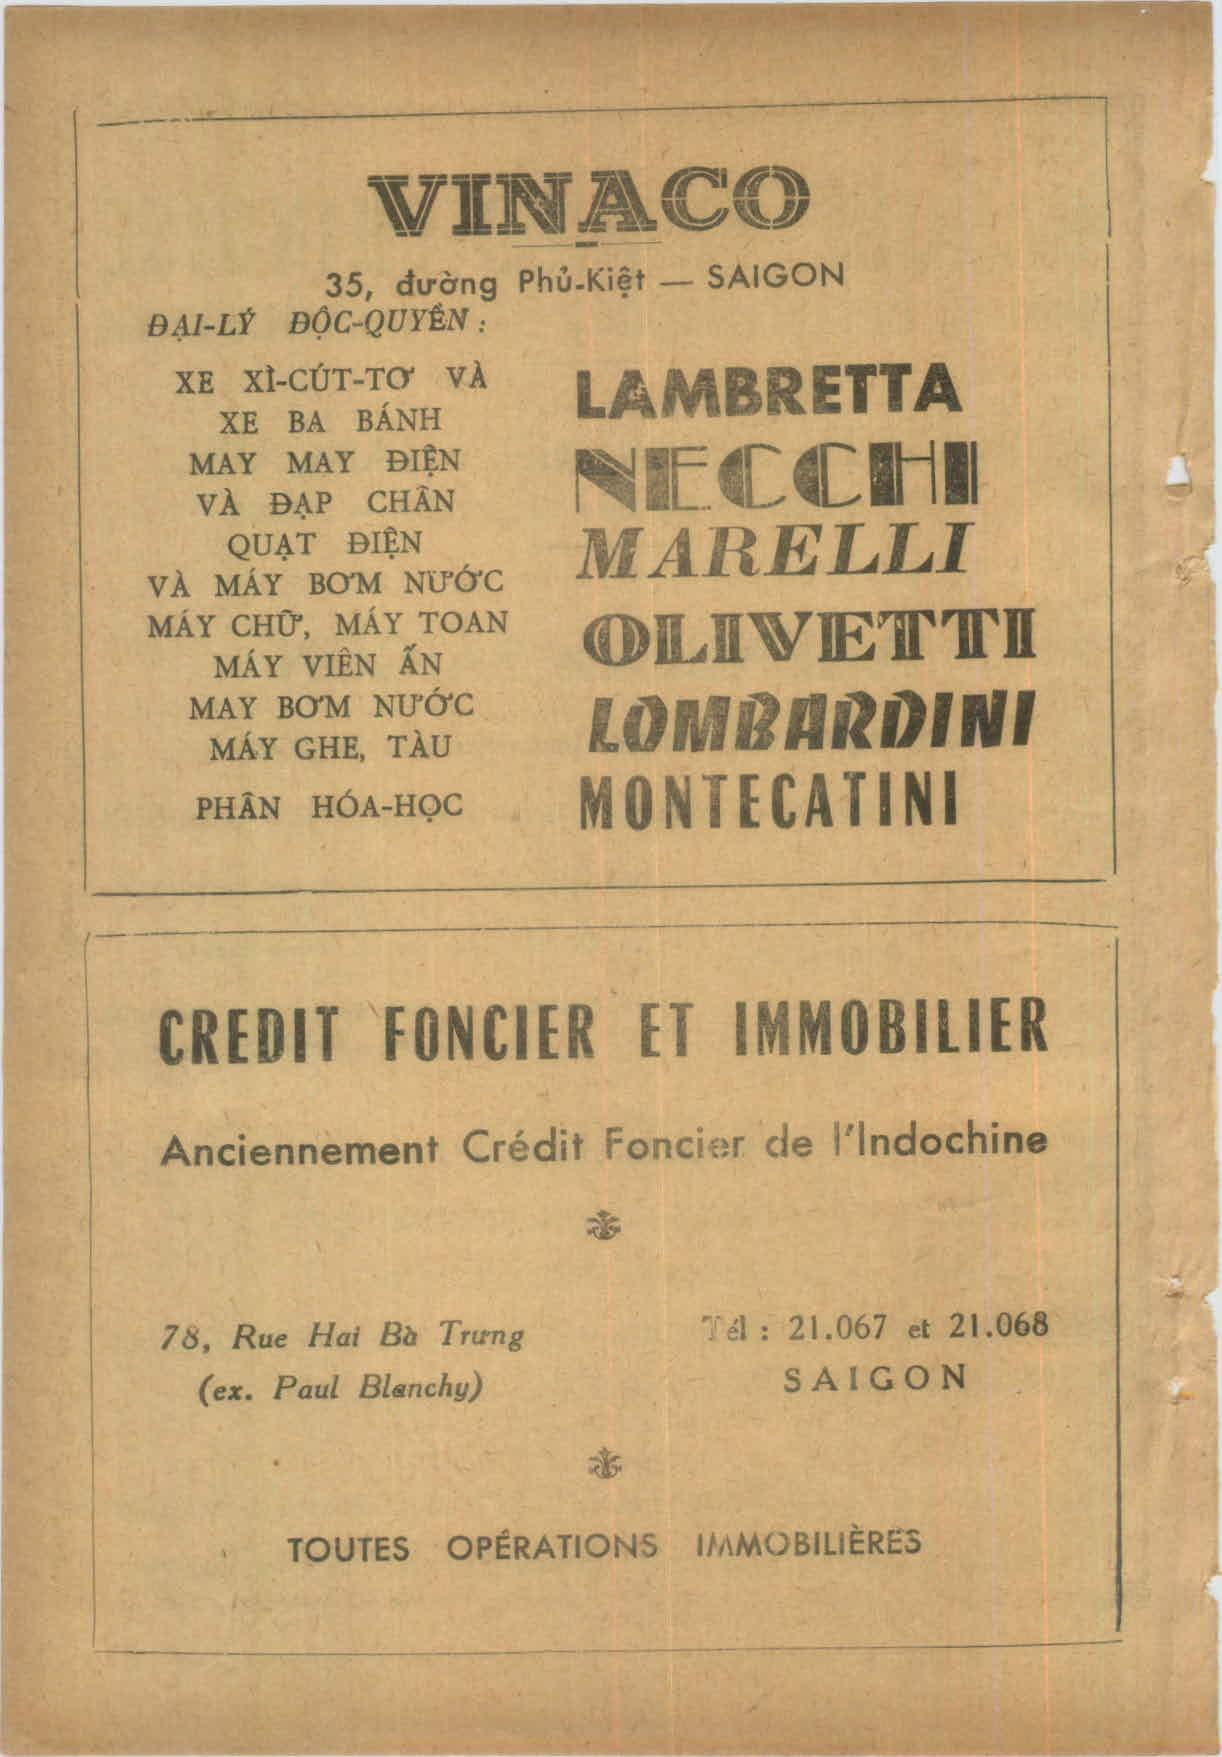 VINACO
35, đường Phủ-Kiệt — SAIGON
ĐẠI-LÝ ĐỘC-QUYỀN :
XE XÌ-CÚT-TƠ VÀ
XE BA BÁNH
LAMBRETTA
MAY MAY ĐIỆN
VÀ ĐẠP CHÂN
NECCHI
QUẠT ĐIỆN
VÀ MÁY BƠM NƯỚC
MARELLI
MÁY CHỮ, MÁY TOAN
MÁY VIÊN ẤN
OLIVETTI
MAY BƠM NƯỚC
MÁY GHE, TÀU
LOMBARDINI
PHÂN HÓA-HỌC
MONTECATINI
CREDIT FONCIER ET IMMOBILIER
Anciennement Crédit Foncier de l'Indochine
78, Rue Hai Bà Trưng
(ex. Paul Blanchy)
Tél : 21.067 et 21.068
SAIGON
TOUTES OPÉRATIONS IMMOBILIÈRES